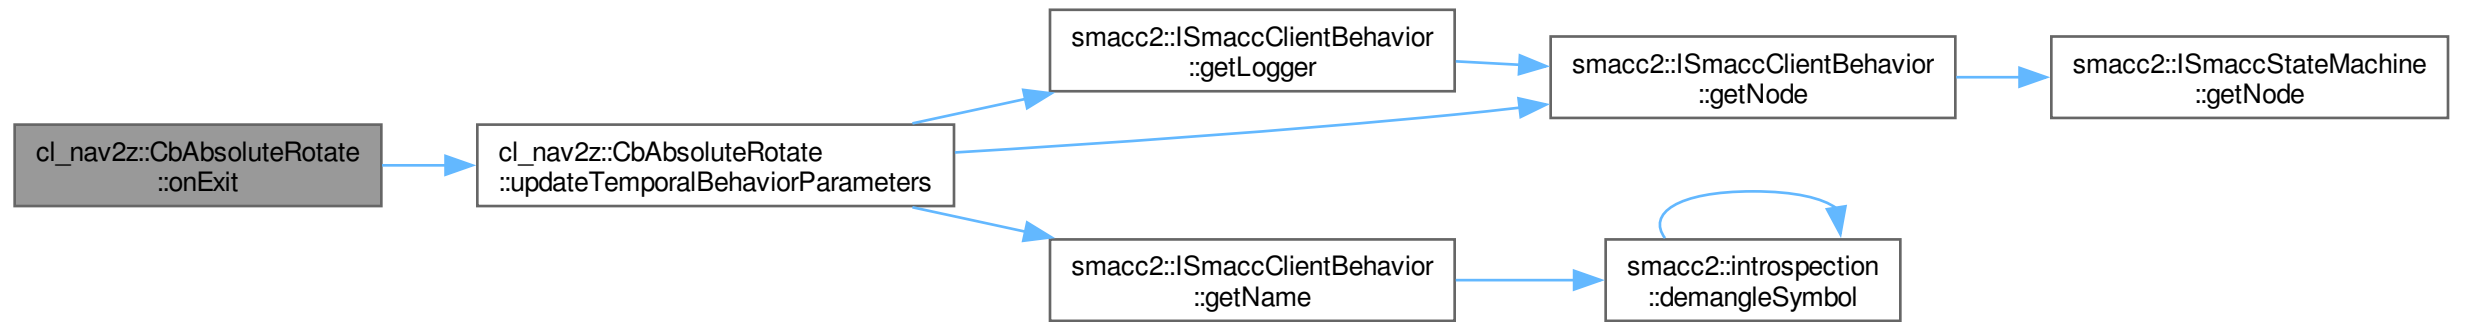 cl_nav2z::CbAbsoluteRotate
::onExit
cl_nav2z::CbAbsoluteRotate
::updateTemporalBehaviorParameters
smacc2::ISmaccClientBehavior
::getLogger
smacc2::ISmaccClientBehavior
::getNode
smacc2::ISmaccStateMachine
::getNode
smacc2::ISmaccClientBehavior
::getName
smacc2::introspection
::demangleSymbol